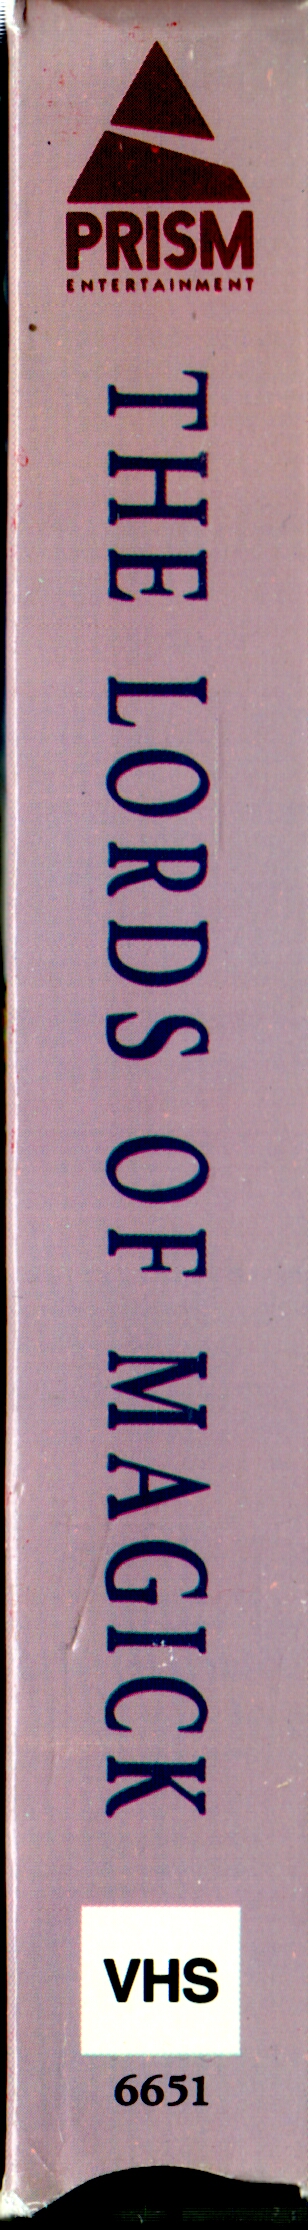 PRISM
ENTERTAINMENT
THE LORDS OF MAGICK
VHS
6651